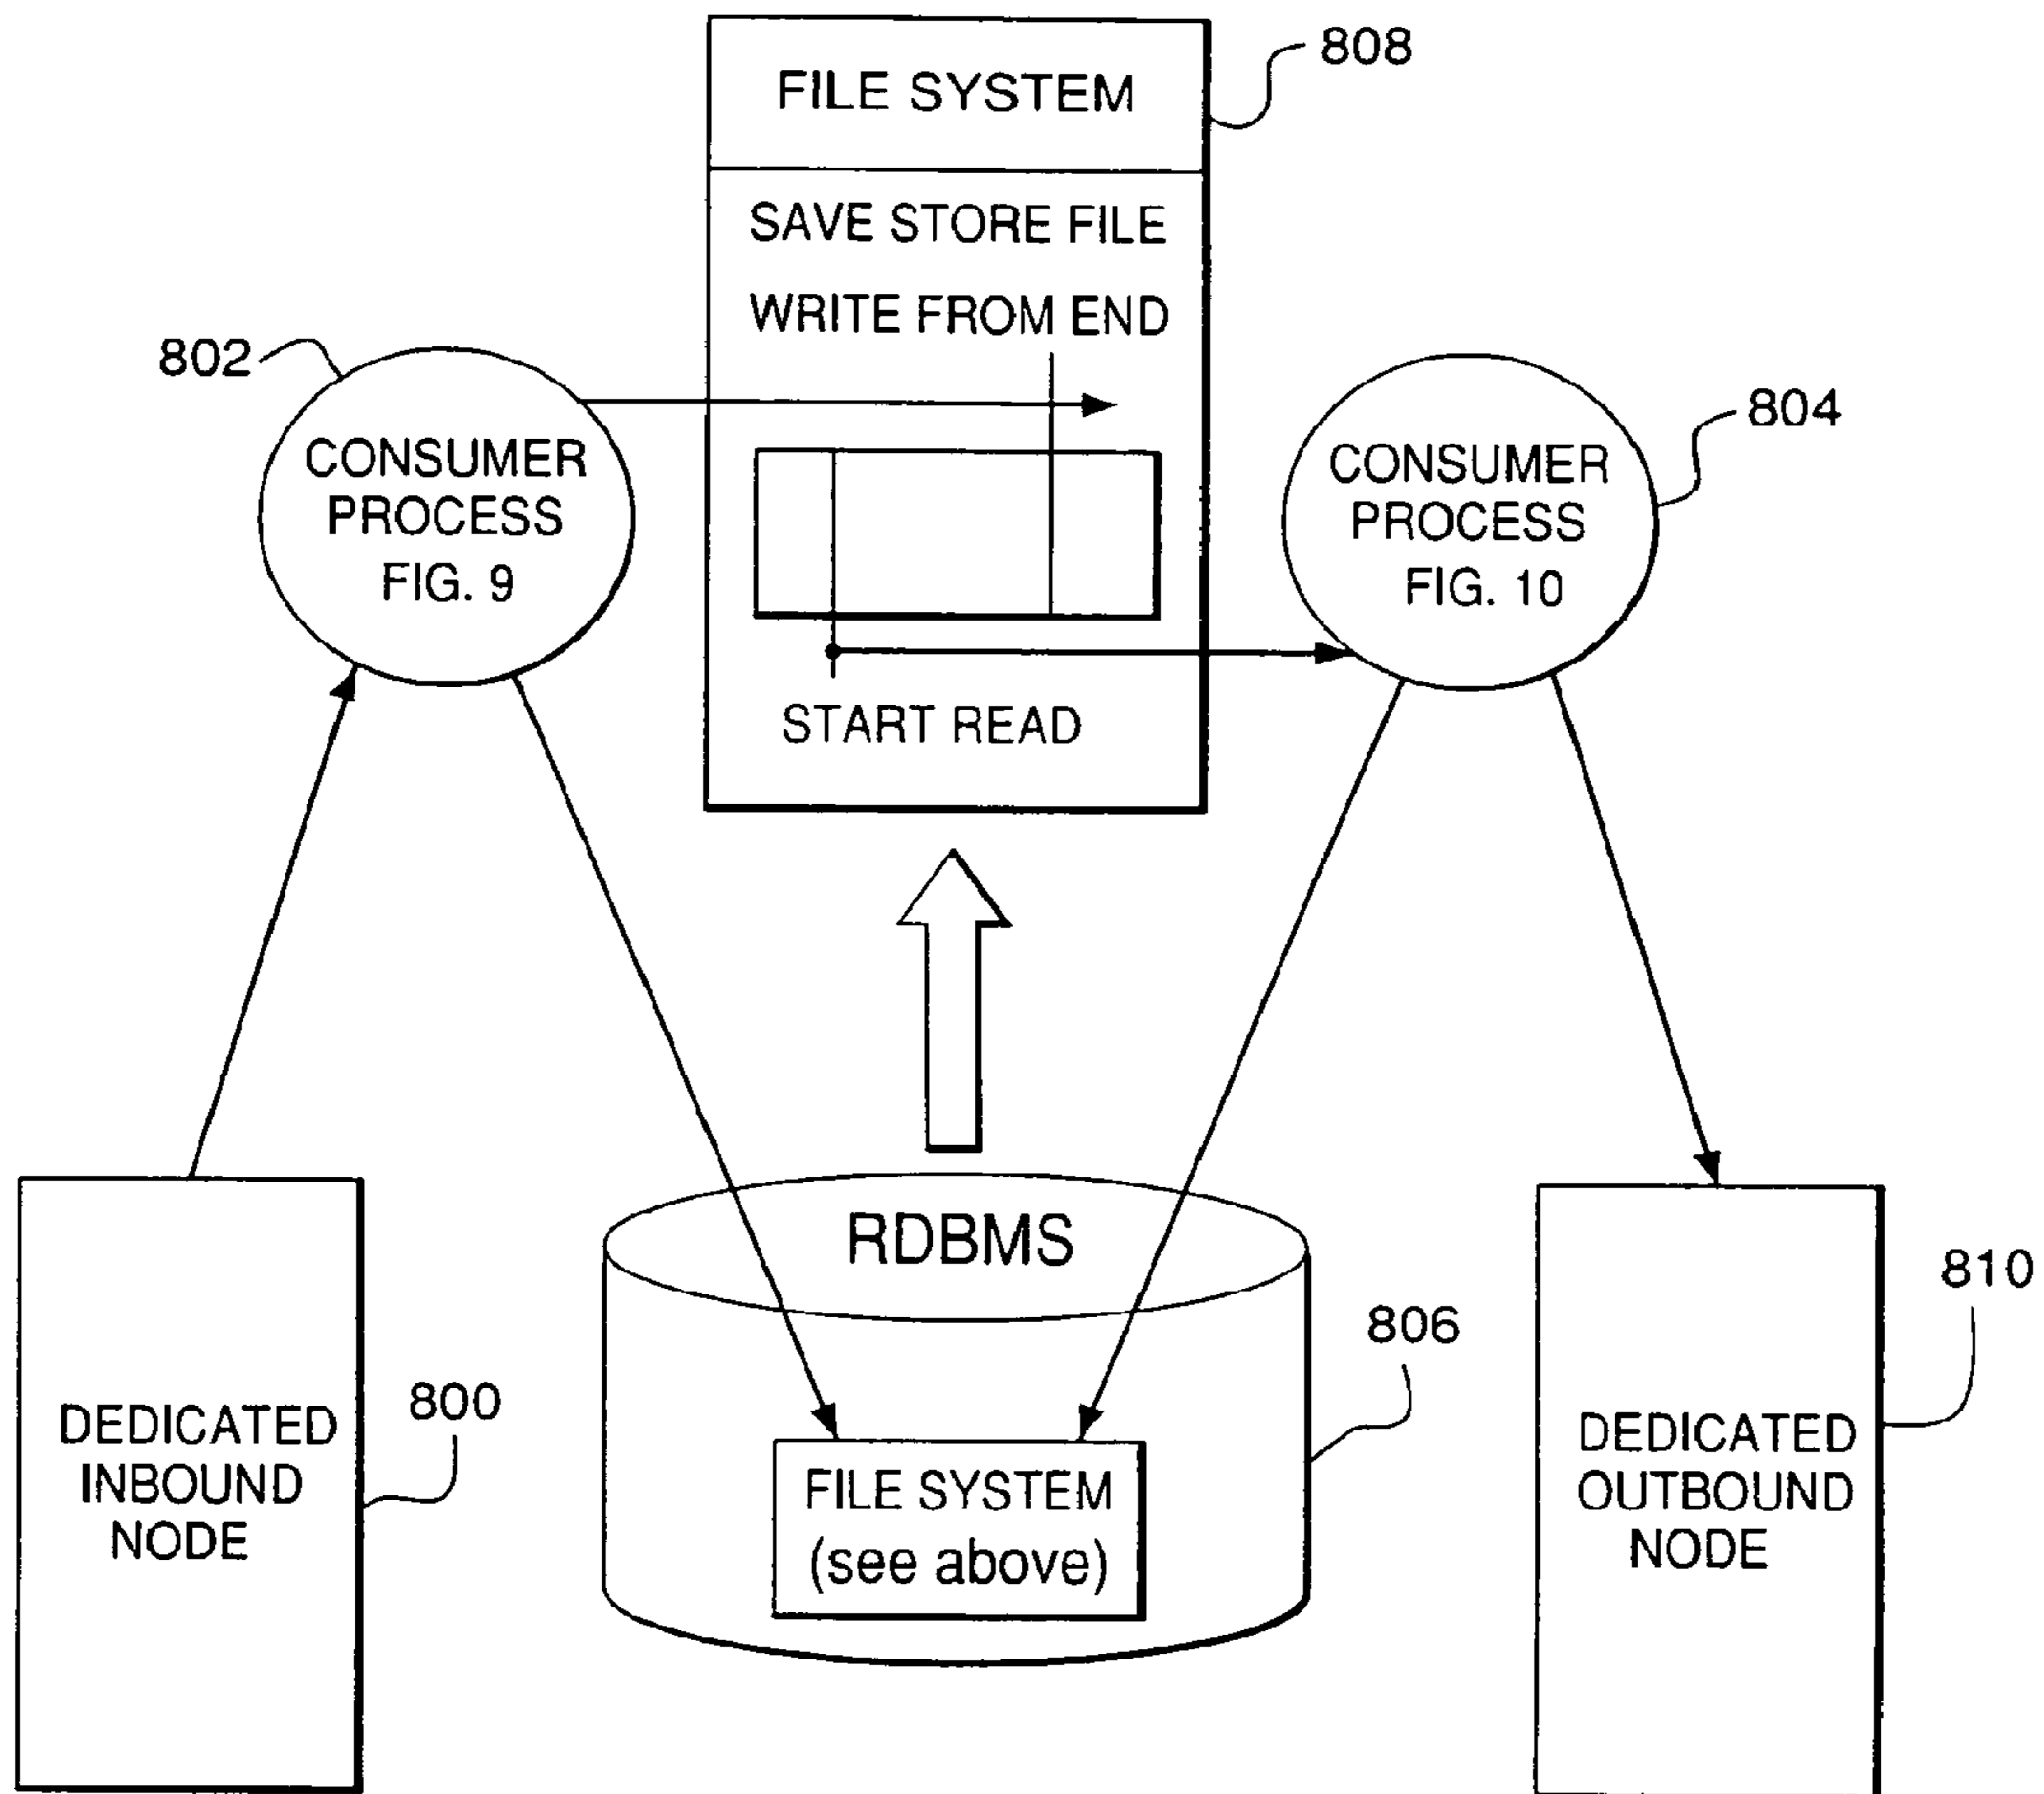 808
FILE SYSTEM
SAVE STORE FILE
WRITE FROM END
802
CONSUMER
PROCESS
FIG. 9
804
CONSUMER
PROCESS
FIG. 10
START READ
RDBMS
810
806
800
DEDICATED
INBOUND
NODE
FILE SYSTEM
(see above)
DEDICATED
OUTBOUND
NODE